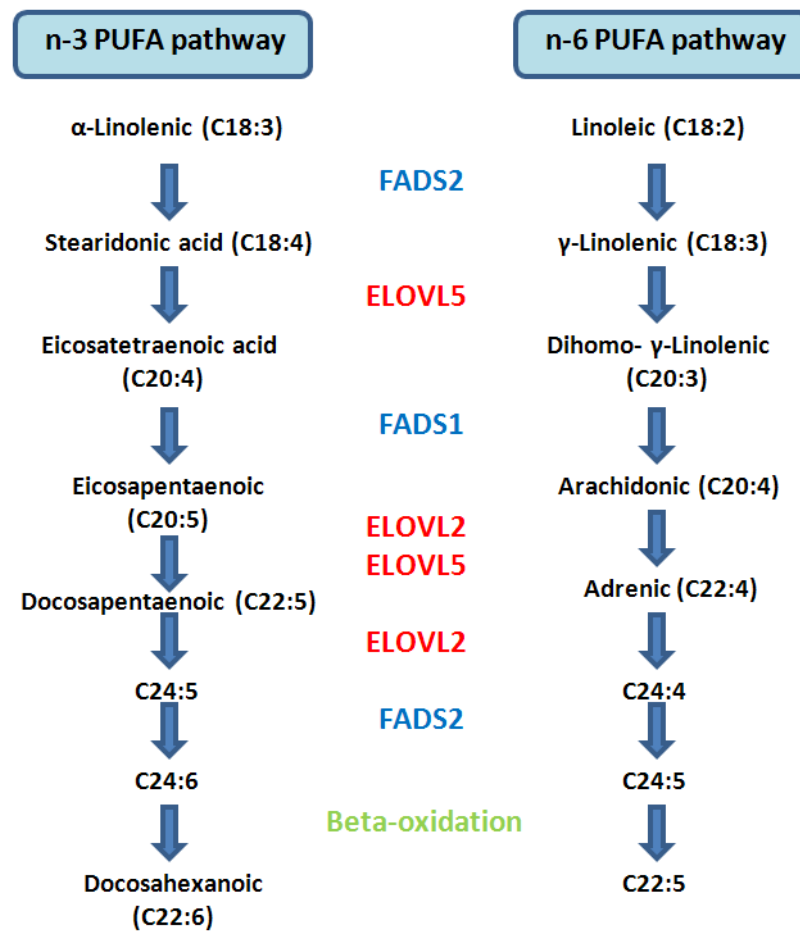 n-3 PUFA pathway
n-6 PUFA pathway
α-Linolenic (C18:3)
Linoleic (C18:2)
FADS2
Stearidonic acid (C18:4)
γ-Linolenic (C18:3)
ELOVL5
Eicosatetraenoic acid
(C20:4)
Dihomo- γ-Linolenic
(C20:3)
FADS1
Eicosapentaenoic
(C20:5)
Arachidonic (C20:4)
ELOVL2
ELOVL5
Docosapentaenoic (C22:5)
Adrenic (C22:4)
ELOVL2
C24:5
C24:4
FADS2
C24:6
C24:5
Beta-oxidation
Docosahexanoic
(C22:6)
C22:5